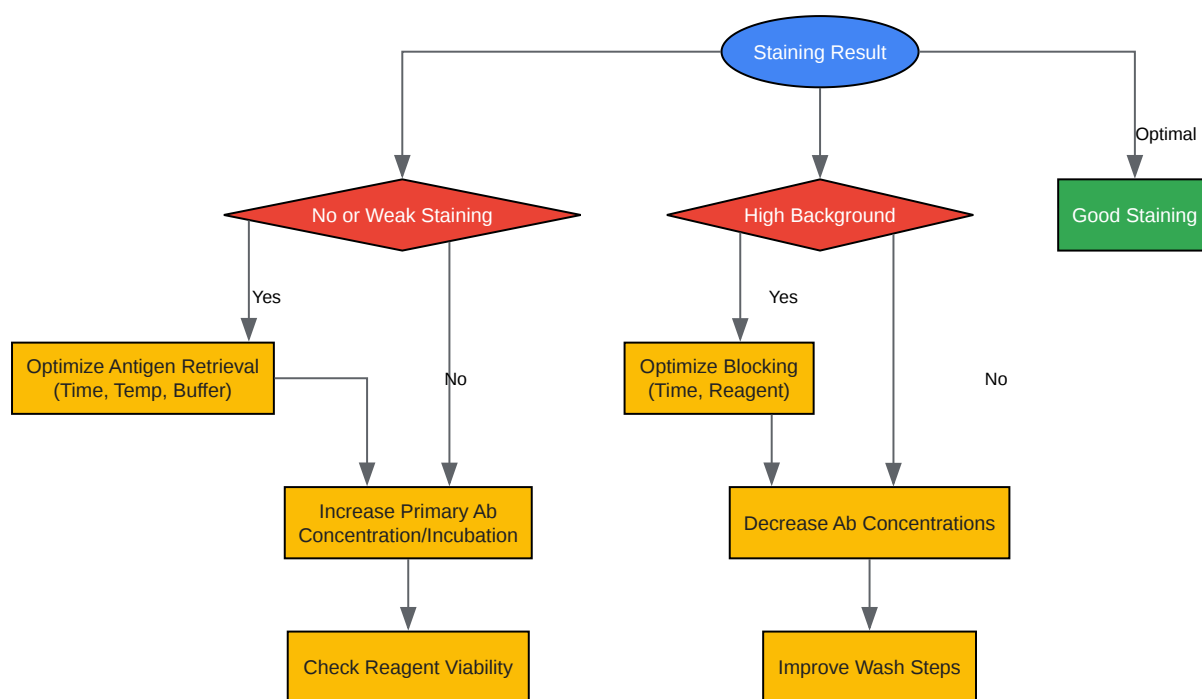 Staining Result
Optimal
No or Weak Staining
High Background
Good Staining
Yes
Yes
Optimize Antigen Retrieval
(Time, Temp, Buffer)
No
Optimize Blocking
(Time, Reagent)
No
Increase Primary Ab
Concentration/Incubation
Decrease Ab Concentrations
Check Reagent Viability
Improve Wash Steps